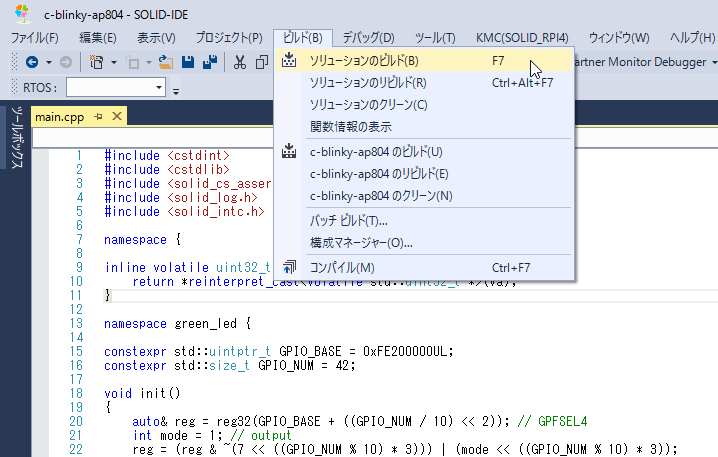 c-blinky-ap804 - SOLID-IDE
ファイル(F) 編集(E) 表示(V) プロジェクト(P) ビルド(B) デバッグ(D) ツール(T) KMC(SOLID_RPI4) ウィンドウ(W) ヘルプ(H)
artner Monitor Debugger
RTOS :
ソリューションのビルド(B) F7
ソリューションのリビルド(R) Ctrl+Alt+F7
ソリューションのクリーン(C)
関数情報の表示
c-blinky-ap804 のビルド(U)
c-blinky-ap804 のリビルド(E)
c-blinky-ap804 のクリーン(N)
バッチ ビルド(T)...
構成マネージャー(O)...
コンパイル(M) Ctrl+F7
ツールボックス
main.cpp
1 #include <cstdint>
2 #include <cstdlib>
3 #include <solid_cs_asser
4 #include <solid_log.h>
5 #include <solid_intc.h>
6
7 namespace {
8
9 inline volatile uint32_t
10 return *reinterpret_cast<volatile std::uint32_t *>(va);
11 }
12
13 namespace green_led {
14
15 constexpr std::uintptr_t GPIO_BASE = 0xFE200000UL;
16 constexpr std::size_t GPIO_NUM = 42;
17
18 void init()
19 {
20 auto& reg = reg32(GPIO_BASE + ((GPIO_NUM / 10) << 2)); // GPFSEL4
21 int mode = 1; // output
22 reg = (reg & ~(7 << ((GPIO_NUM % 10) * 3))) | (mode << ((GPIO_NUM % 10) * 3));